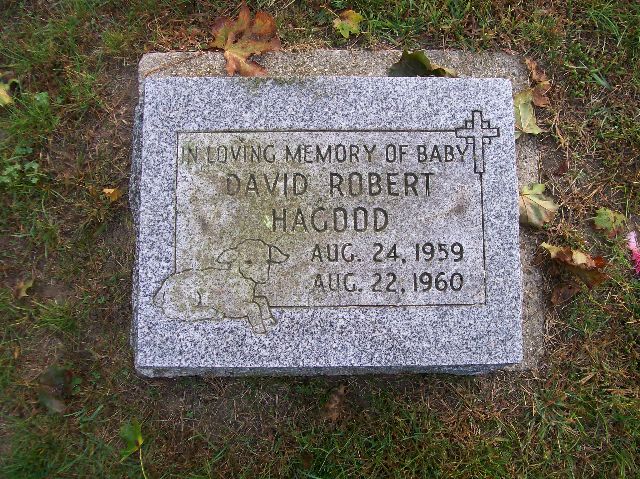 IN LOVING MEMORY OF BABY
DAVID ROBERT
HAGOOD
AUG. 24, 1959
AUG. 22, 1960